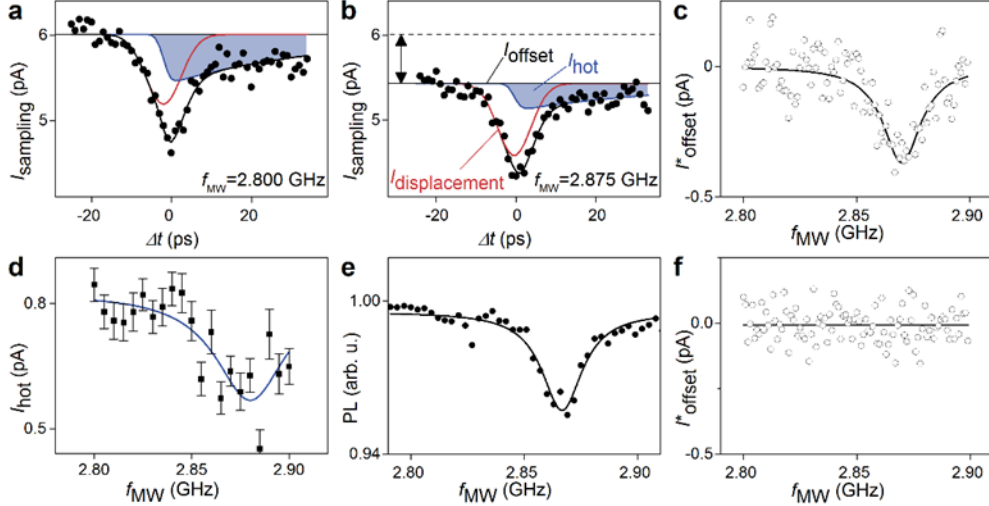 a
6
5
I_sampling (pA)
-20
0
20
Δt (ps)
f_MW=2.800 GHz
b
6
5
I_sampling (pA)
I_offset
I_hot
I_displacement
f_MW=2.875 GHz
-20
0
20
Δt (ps)
c
0
-0.5
I*_offset (pA)
2.80
2.85
2.90
f_MW (GHz)
d
0.8
0.5
I_hot (pA)
2.80
2.85
2.90
f_MW (GHz)
e
1.00
0.94
PL (arb. u.)
2.80
2.85
2.90
f_MW (GHz)
f
0.0
-0.5
I*_offset (pA)
2.80
2.85
2.90
f_MW (GHz)